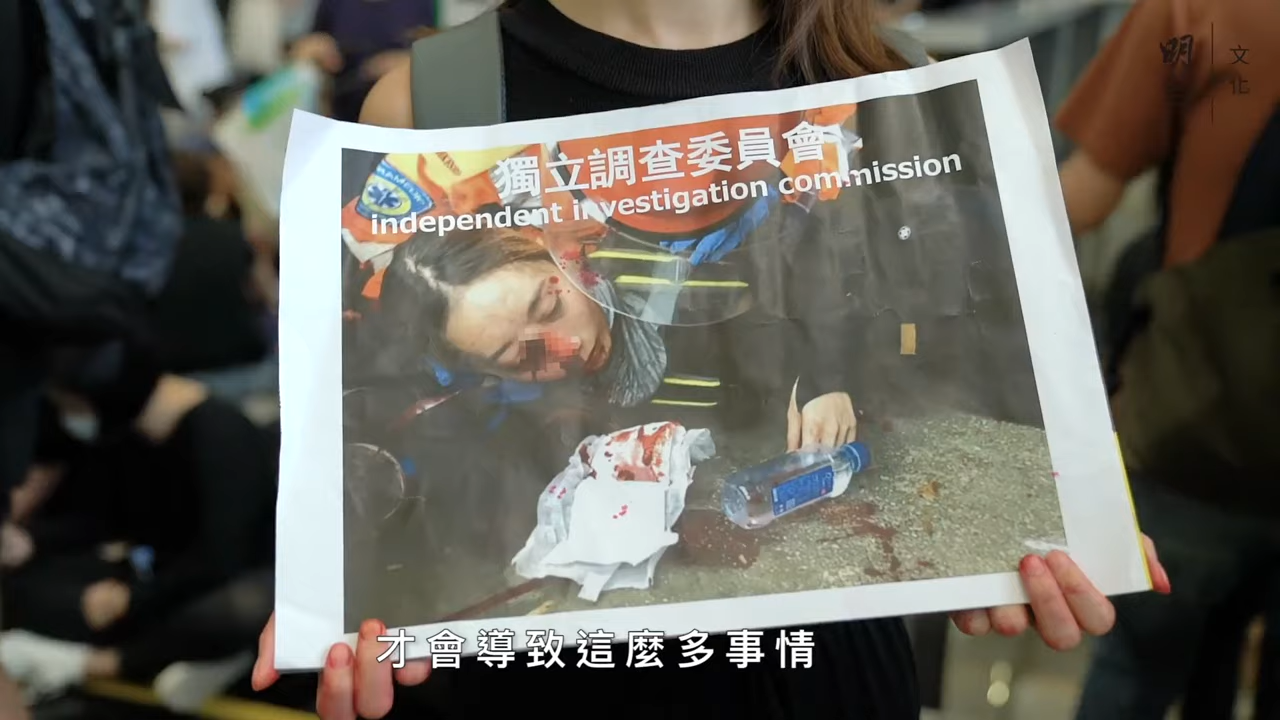 明 文化
獨立調查委員會
independent investigation commission
才會導致這麼多事情